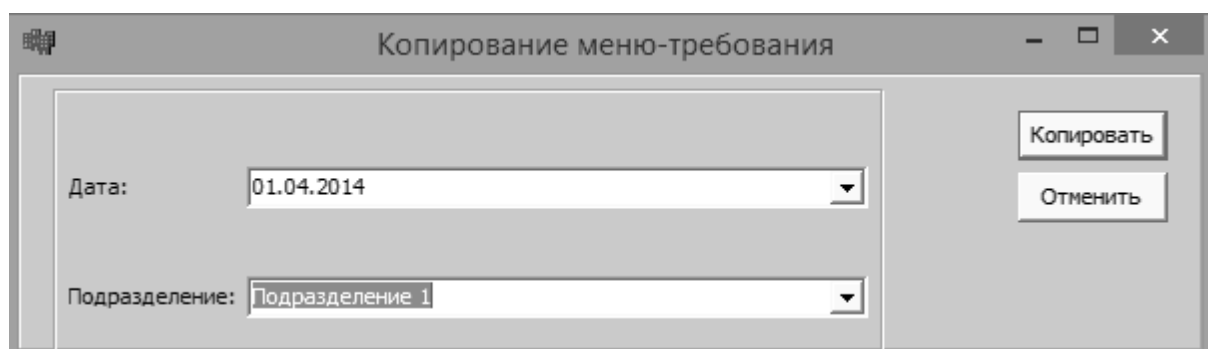 Копирование меню-требования
Копировать
Дата: 01.04.2014
Отменить
Подразделение: Подразделение 1